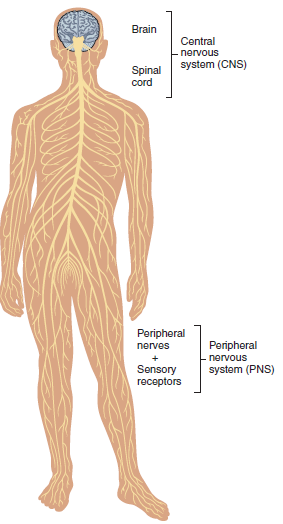 Brain
Spinal
cord
Central
nervous
system (CNS)
Peripheral
nerves
+
Sensory
receptors
Peripheral
nervous
system (PNS)